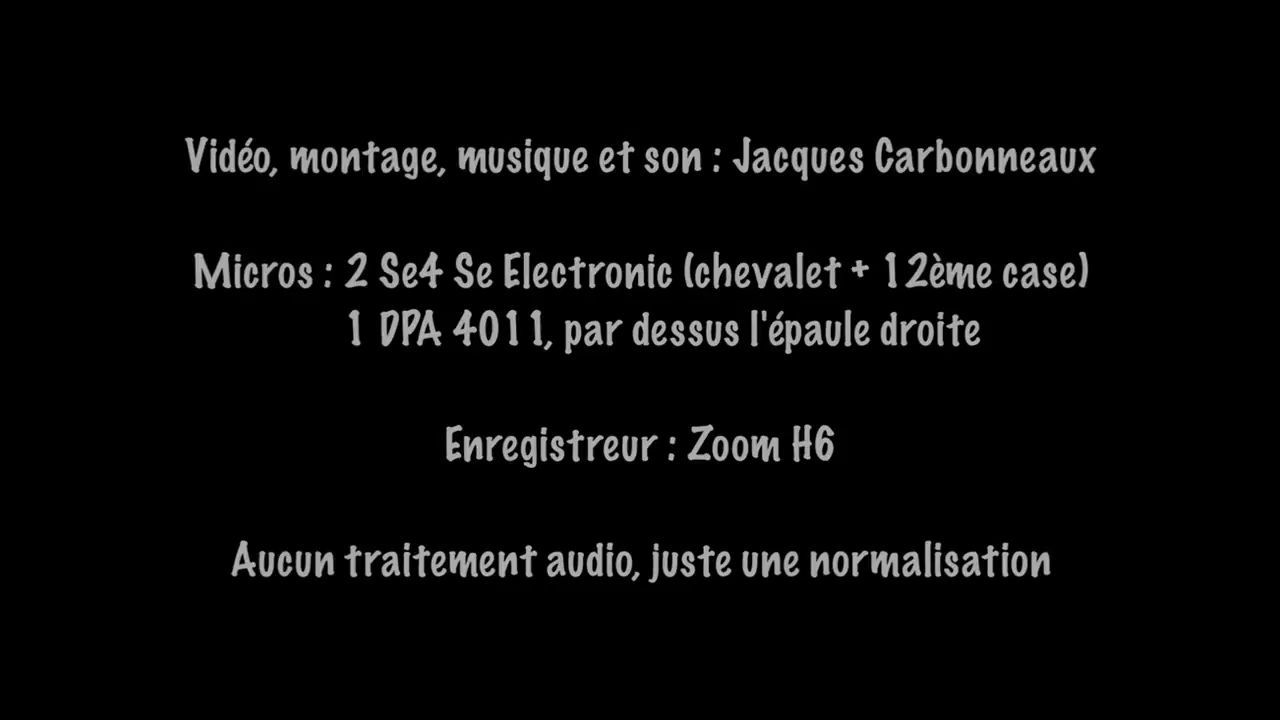 Vidéo, montage, musique et son : Jacques Carbonneaux
Micros : 2 Se4 Se Electronic (chevalet + 12ème case)
1 DPA 4011, par dessus l'épaule droite
Enregistreur : Zoom H6
Aucun traitement audio, juste une normalisation